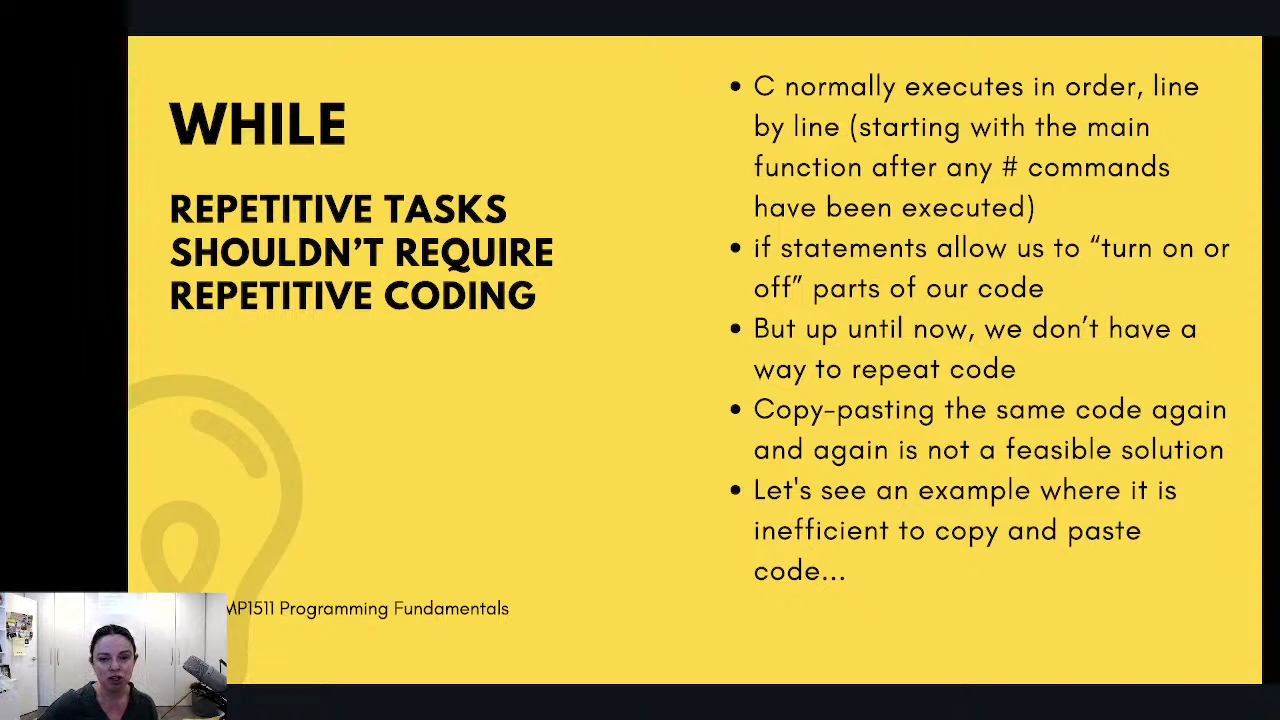 WHILE
REPETITIVE TASKS
SHOULDN'T REQUIRE
REPETITIVE CODING
• C normally executes in order, line
by line (starting with the main
function after any # commands
have been executed)
• if statements allow us to “turn on or
off” parts of our code
• But up until now, we don’t have a
way to repeat code
• Copy-pasting the same code again
and again is not a feasible solution
• Let's see an example where it is
inefficient to copy and paste
code...
MP1511 Programming Fundamentals